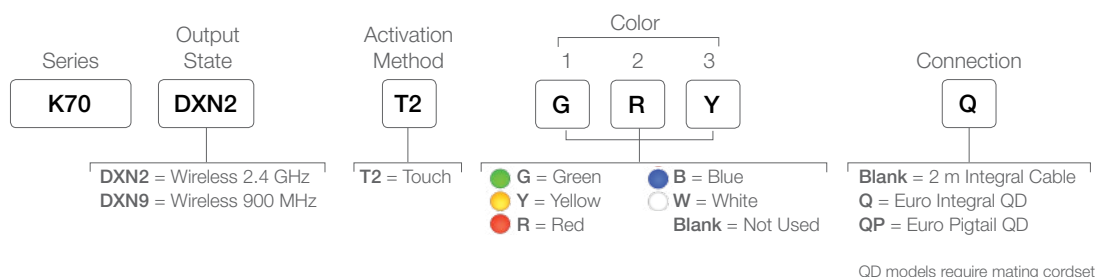 Color
Output
State
Activation
Method
Series
1 2 3
Connection
K70 DXN2 T2 G R Y Q
DXN2 = Wireless 2.4 GHz
DXN9 = Wireless 900 MHz
T2 = Touch
G = Green
Y = Yellow
R = Red
B = Blue
W = White
Blank = Not Used
Blank = 2 m Integral Cable
Q = Euro Integral QD
QP = Euro Pigtail QD
QD models require mating cordset